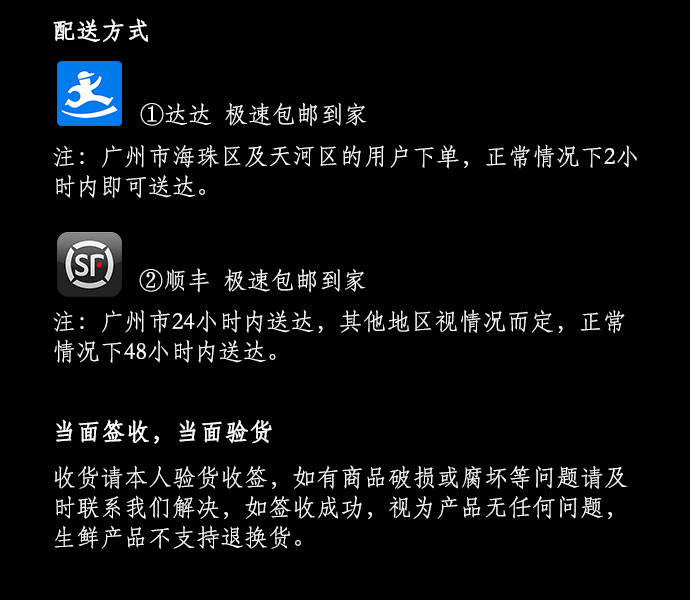 配送方式
①达达 极速包邮到家
注：广州市海珠区及天河区的用户下单，正常情况下2小
时内即可送达。
SF
②顺丰 极速包邮到家
注：广州市24小时内送达，其他地区视情况而定，正常
情况下48小时内送达。
当面签收，当面验货
收货请本人验货收签，如有商品破损或腐坏等问题请及
时联系我们解决，如签收成功，视为产品无任何问题，
生鲜产品不支持退换货。